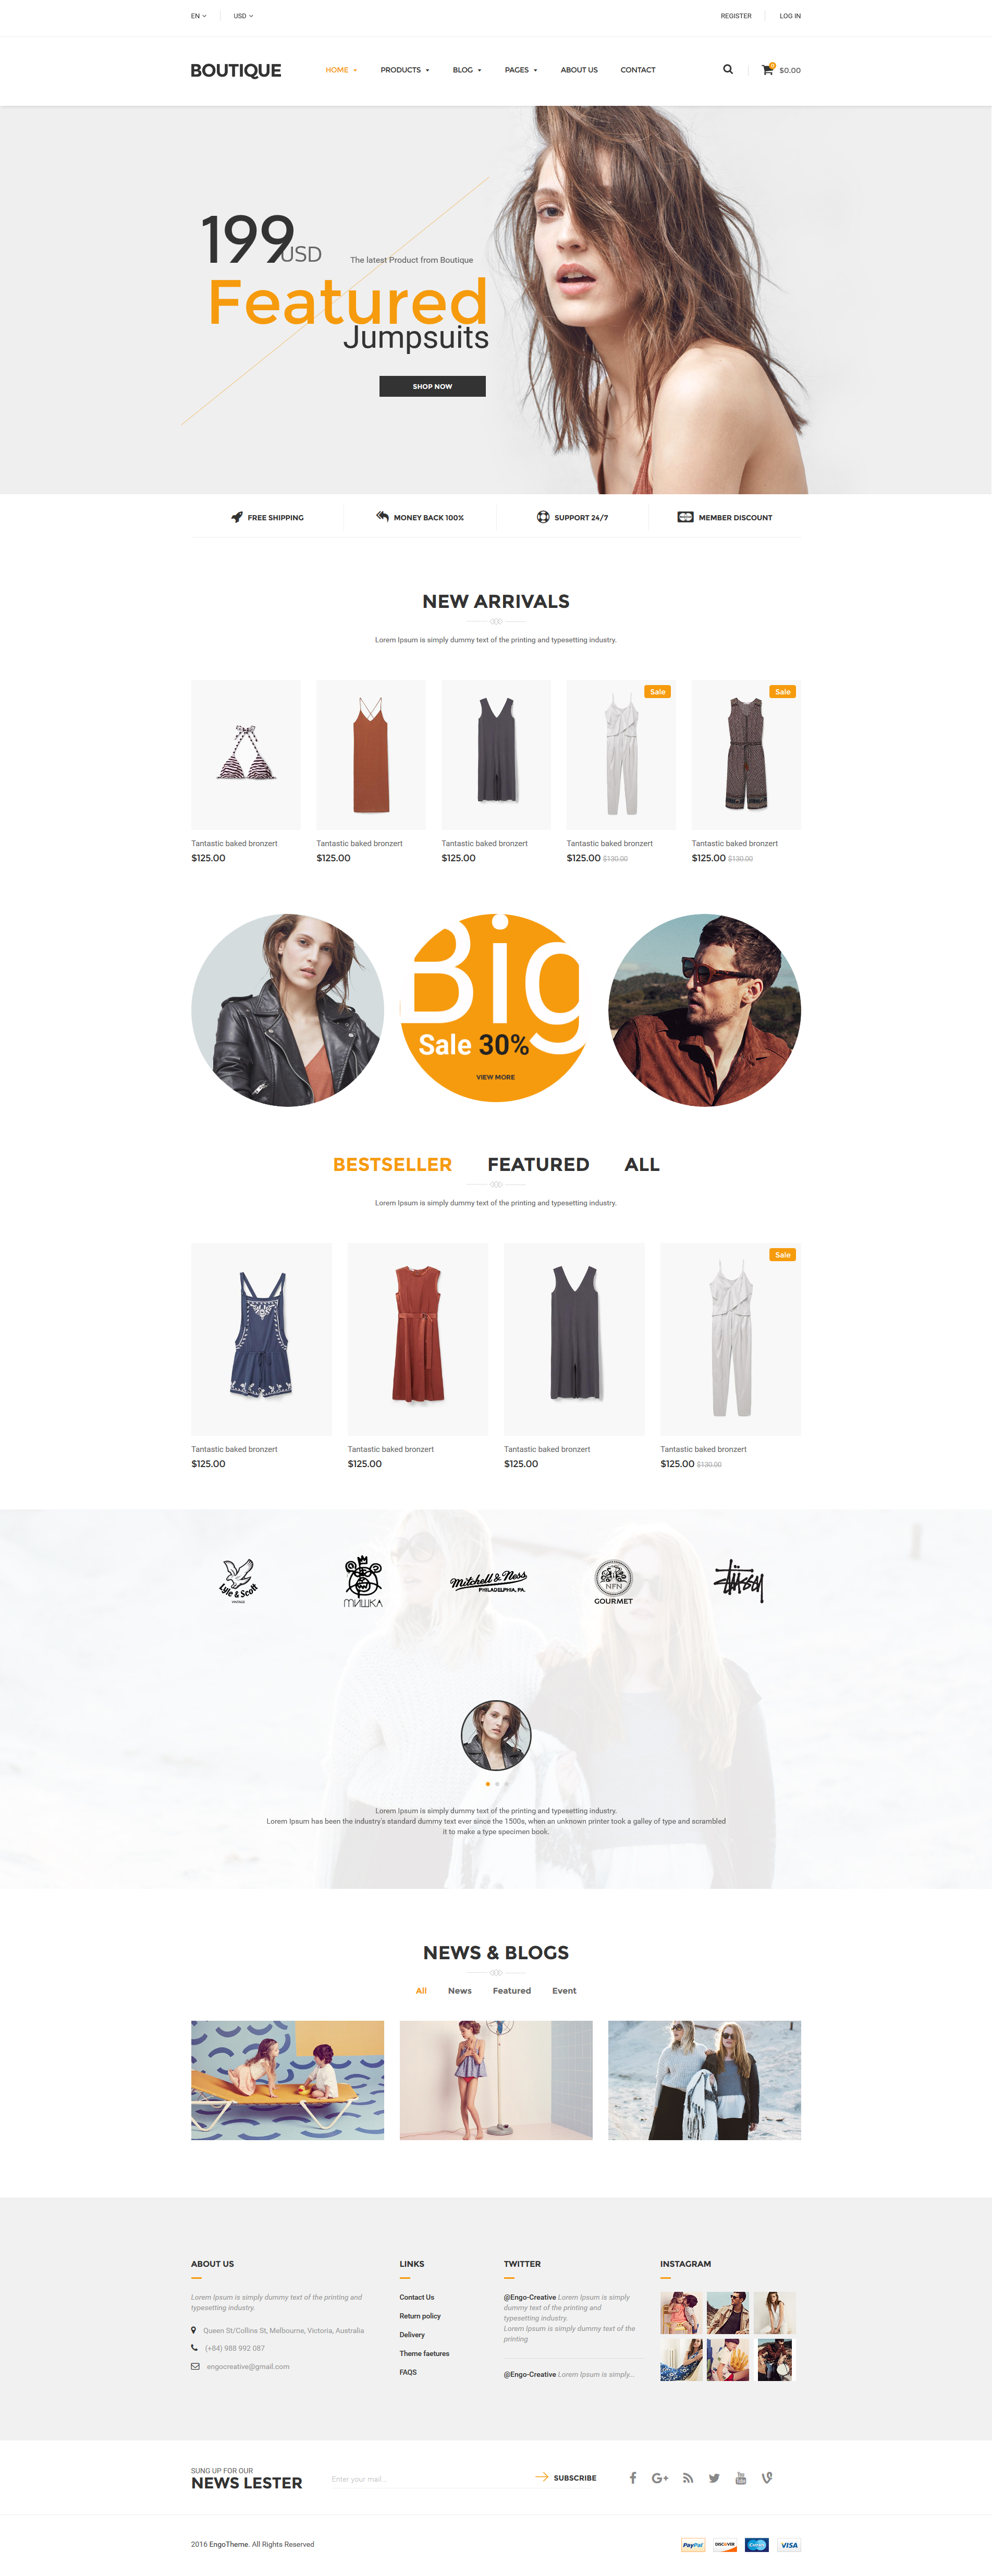 EN USD REGISTER LOG IN
BOUTIQUE HOME PRODUCTS BLOG PAGES ABOUT US CONTACT 0 $0.00
199 USD
The latest Product from Boutique
Featured
Jumpsuits
SHOP NOW
FREE SHIPPING MONEY BACK 100% SUPPORT 24/7 MEMBER DISCOUNT
NEW ARRIVALS
Lorem Ipsum is simply dummy text of the printing and typesetting industry.
Sale Sale
Tantastic baked bronzert Tantastic baked bronzert Tantastic baked bronzert Tantastic baked bronzert Tantastic baked bronzert
$125.00 $125.00 $125.00 $125.00 $130.00 $125.00 $130.00
Big
Sale 30%
VIEW MORE
BESTSELLER FEATURED ALL
Lorem Ipsum is simply dummy text of the printing and typesetting industry.
Sale
Tantastic baked bronzert Tantastic baked bronzert Tantastic baked bronzert Tantastic baked bronzert
$125.00 $125.00 $125.00 $125.00 $130.00
Lyle & Scott
VINTAGE
МИШКА
Mitchell & Ness
PHILADELPHIA, PA.
NFN
GOURMET
Stussy
Lorem Ipsum is simply dummy text of the printing and typesetting industry.
Lorem Ipsum has been the industry's standard dummy text ever since the 1500s, when an unknown printer took a galley of type and scrambled
it to make a type specimen book.
NEWS & BLOGS
All News Featured Event
ABOUT US
Lorem Ipsum is simply dummy text of the printing and
typesetting industry.
Queen St/Collins St, Melbourne, Victoria, Australia
(+84) 988 992 087
engocreative@gmail.com
LINKS
Contact Us
Return policy
Delivery
Theme faetures
FAQS
TWITTER
@Engo-Creative Lorem Ipsum is simply
dummy text of the printing and
typesetting industry.
Lorem Ipsum is simply dummy text of the
printing
@Engo-Creative Lorem Ipsum is simply...
INSTAGRAM
SUNG UP FOR OUR
NEWS LESTER
Enter your mail...
SUBSCRIBE
You Tube
2016 EngoTheme. All Rights Reserved
PayPal DISCOVER Cirrus VISA